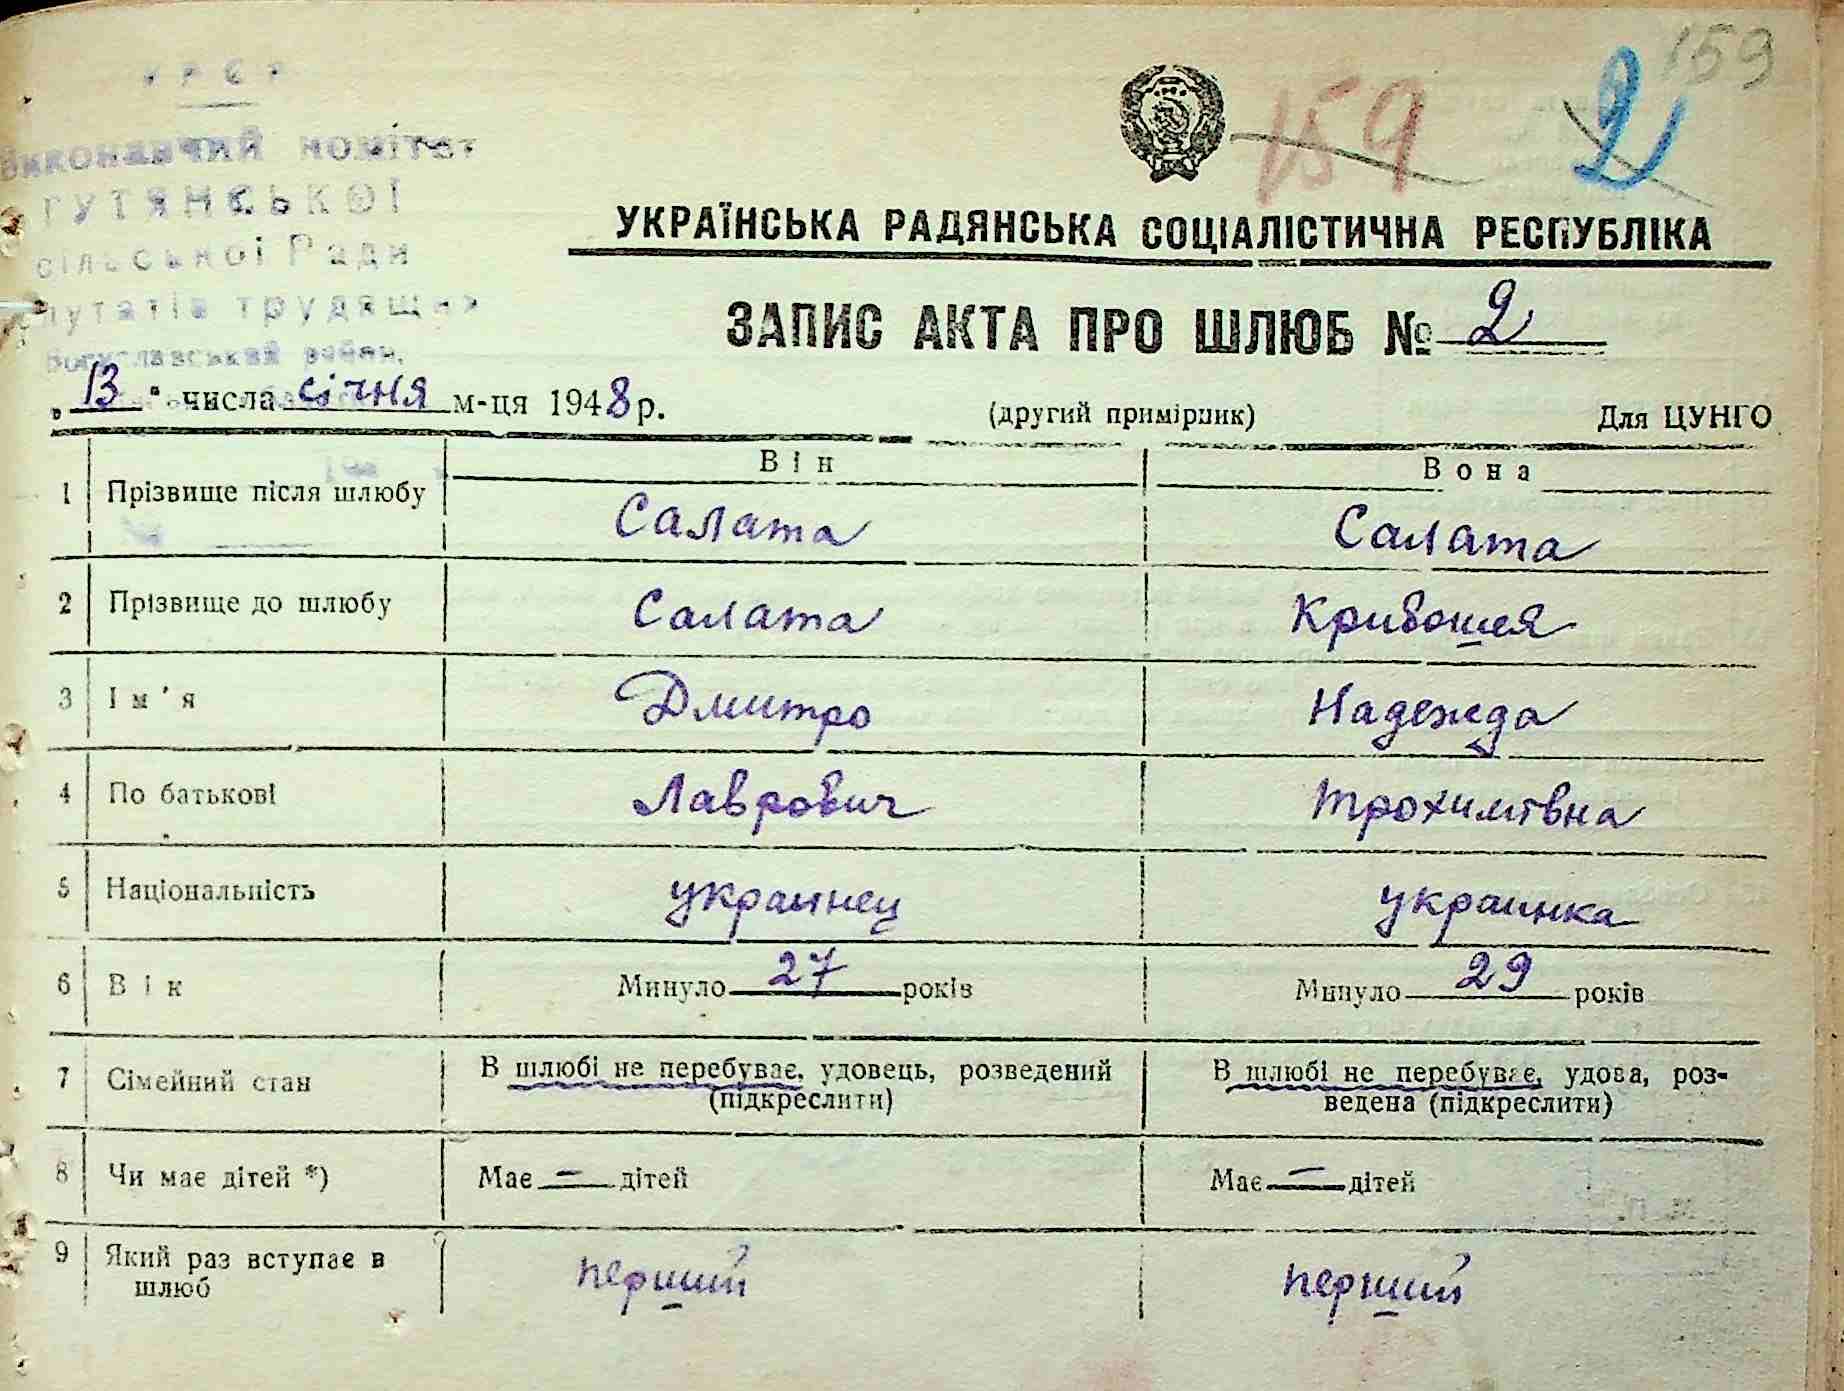 159
159 2
УРСР
Виконавчий комітет
ГУТЯНСЬКОЇ
сільської Ради
депутатів трудящих
Богуславський район,
УКРАЇНСЬКА РАДЯНСЬКА СОЦІАЛІСТИЧНА РЕСПУБЛІКА
ЗАПИС АКТА ПРО ШЛЮБ № 2
„13" числа січня м-ця 1948 р. (другий примірник) Для ЦУНГО
Він Вона
1 Прізвище після шлюбу Салата Салата
2 Прізвище до шлюбу Салата Кривошея
3 Ім'я Дмитро Надежда
4 По батькові Лаврович Трохимівна
5 Національність украинец украинка
6 Вік Минуло 27 років Минуло 29 років
7 Сімейний стан В шлюбі не перебуває, удовець, розведений (підкреслити) В шлюбі не перебуває, удова, роз-
ведена (підкреслити)
8 Чи має дітей *) Має — дітей Має — дітей
9 Який раз вступає в шлюб перший перший